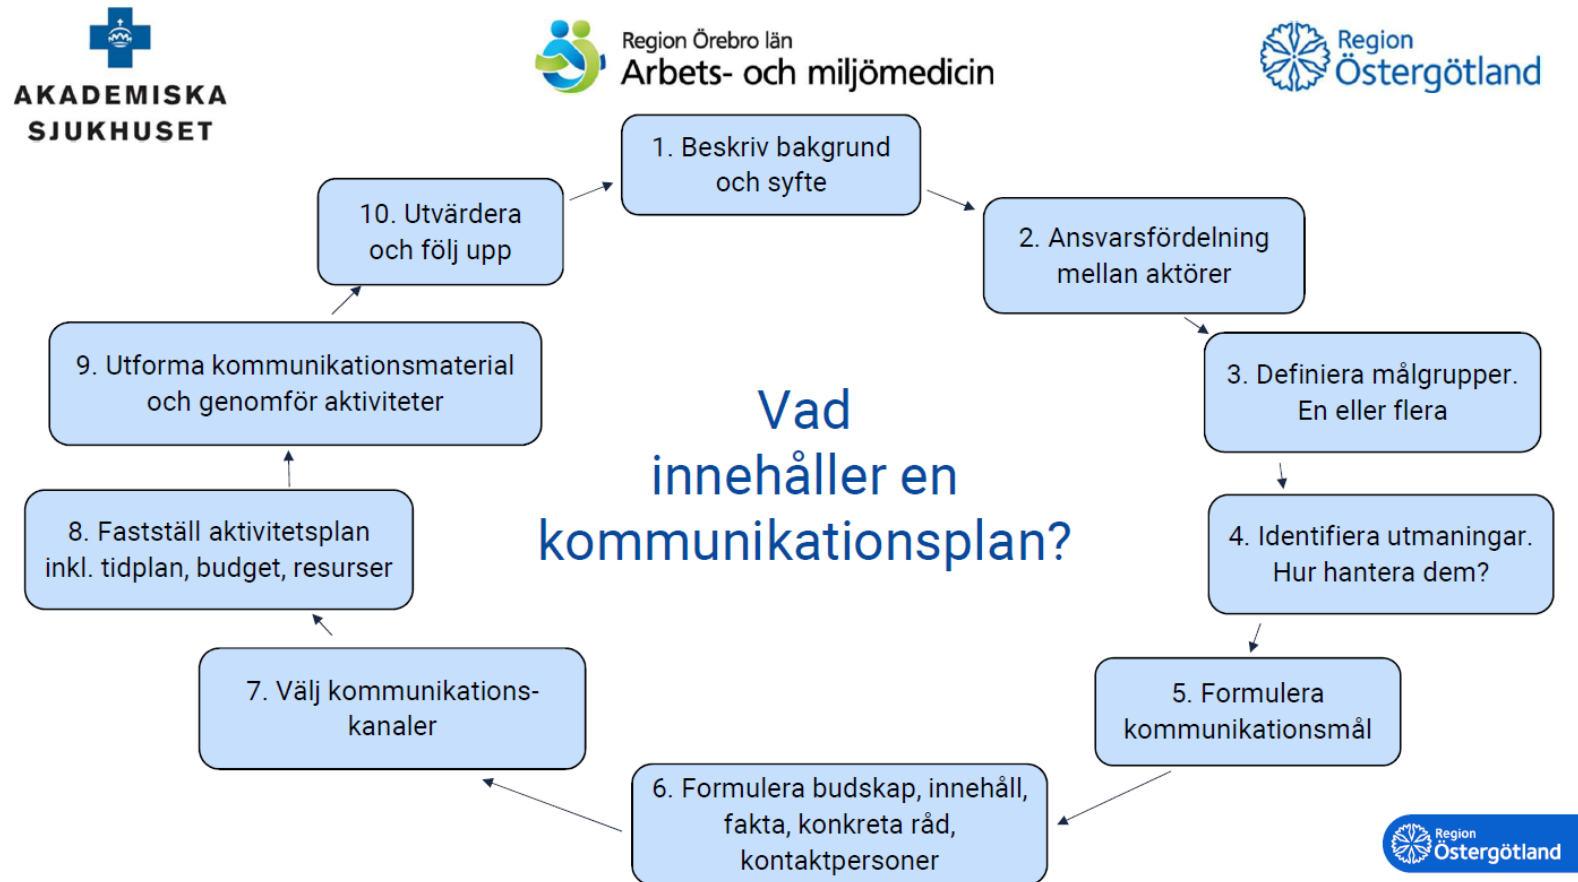 AKADEMISKA
SJUKHUSET
Region Örebro län
Arbets- och miljömedicin
Region
Östergötland
1. Beskriv bakgrund
och syfte
2. Ansvarsfördelning
mellan aktörer
3. Definiera målgrupper.
En eller flera
4. Identifiera utmaningar.
Hur hantera dem?
5. Formulera
kommunikationsmål
6. Formulera budskap, innehåll,
fakta, konkreta råd,
kontaktpersoner
7. Välj kommunikations-
kanaler
8. Fastställ aktivitetsplan
inkl. tidplan, budget, resurser
9. Utforma kommunikationsmaterial
och genomför aktiviteter
10. Utvärdera
och följ upp
Vad
innehåller en
kommunikationsplan?
Region
Östergötland